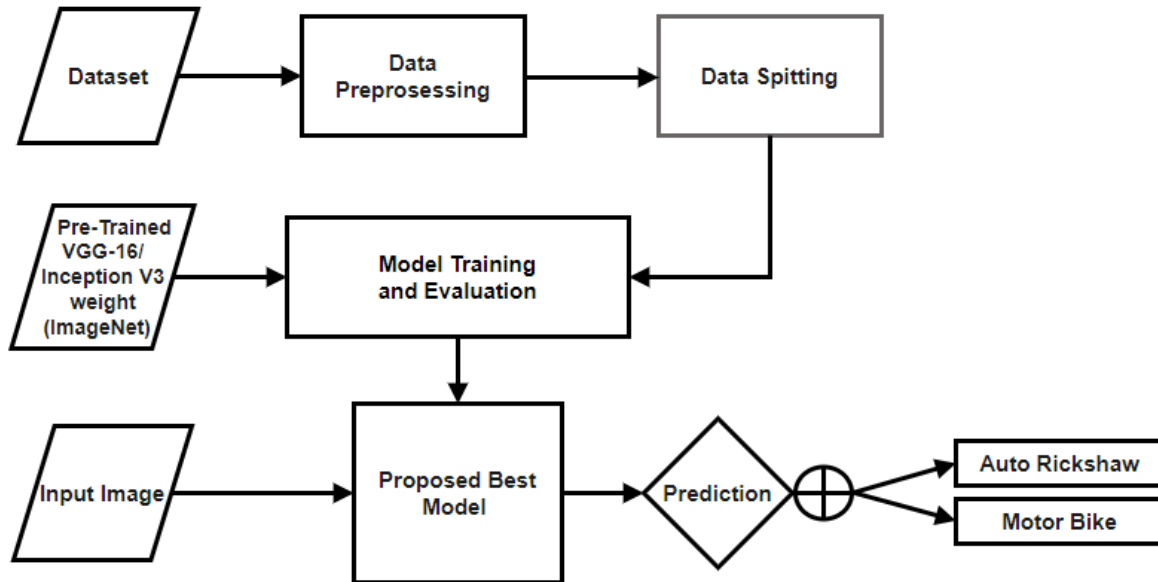 Dataset
Data
Preprosessing
Data Spitting
Pre-Trained
VGG-16/
Inception V3
weight
(ImageNet)
Model Training
and Evaluation
Input Image
Proposed Best
Model
Prediction
Auto Rickshaw
Motor Bike